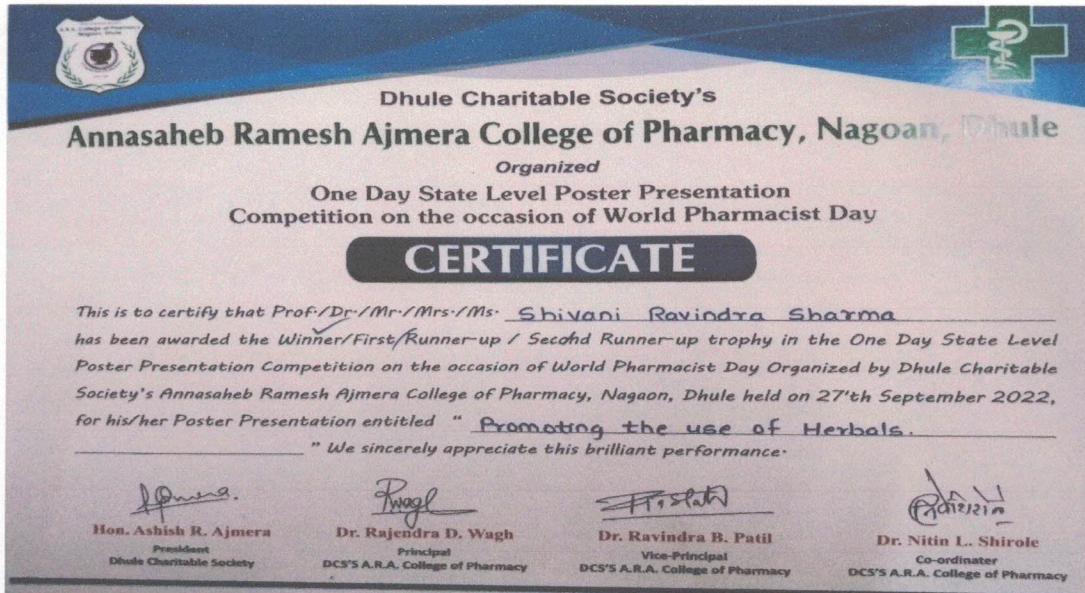 A.R.A. College of Pharmacy
Nagaon, Dhule
Dhule Charitable Society's
Annasaheb Ramesh Ajmera College of Pharmacy, Nagoan, Dhule
Organized
One Day State Level Poster Presentation
Competition on the occasion of World Pharmacist Day
CERTIFICATE
This is to certify that Prof./Dr./Mr./Mrs./Ms. Shivani Ravindra Sharma
has been awarded the Winner/First/Runner-up / Second Runner-up trophy in the One Day State Level
Poster Presentation Competition on the occasion of World Pharmacist Day Organized by Dhule Charitable
Society's Annasaheb Ramesh Ajmera College of Pharmacy, Nagaon, Dhule held on 27'th September 2022,
for his/her Poster Presentation entitled " Promoting the use of Herbals.
" We sincerely appreciate this brilliant performance.
Hon. Ashish R. Ajmera
President
Dhule Charitable Society
Dr. Rajendra D. Wagh
Principal
DCS'S A.R.A. College of Pharmacy
Dr. Ravindra B. Patil
Vice-Principal
DCS'S A.R.A. College of Pharmacy
Dr. Nitin L. Shirole
Co-ordinater
DCS'S A.R.A. College of Pharmacy